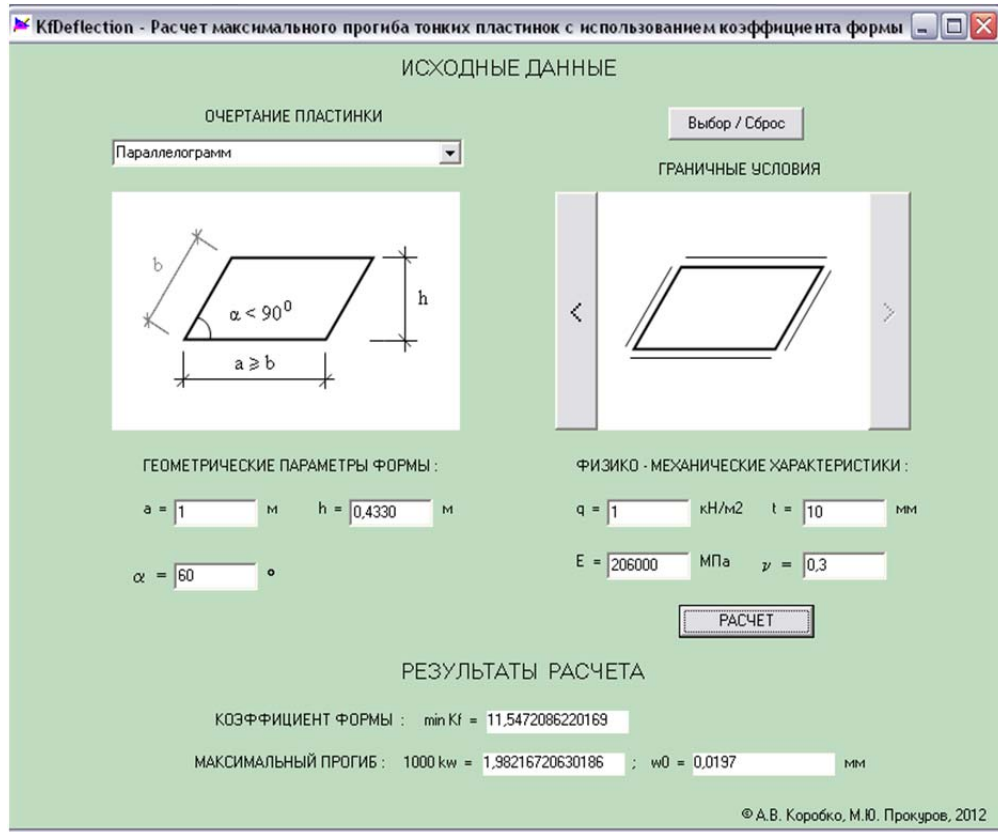 KfDeflection - Расчет максимального прогиба тонких пластинок с использованием коэффициента формы
ИСХОДНЫЕ ДАННЫЕ
ОЧЕРТАНИЕ ПЛАСТИНКИ
Выбор / Сброс
Параллелограмм
ГРАНИЧНЫЕ УСЛОВИЯ
b
α < 90⁰
h
a ⩾ b
<
>
ГЕОМЕТРИЧЕСКИЕ ПАРАМЕТРЫ ФОРМЫ :
ФИЗИКО - МЕХАНИЧЕСКИЕ ХАРАКТЕРИСТИКИ :
a = 1 м h = 0,4330 м
q = 1 кН/м2 t = 10 мм
α = 60 °
E = 206000 МПа ν = 0,3
РАСЧЕТ
РЕЗУЛЬТАТЫ РАСЧЕТА
КОЭФФИЦИЕНТ ФОРМЫ : min Kf = 11,5472086220169
МАКСИМАЛЬНЫЙ ПРОГИБ : 1000 kw = 1,98216720630186 ; w0 = 0,0197 мм
© А.В. Коробко, М.Ю. Прокуров, 2012